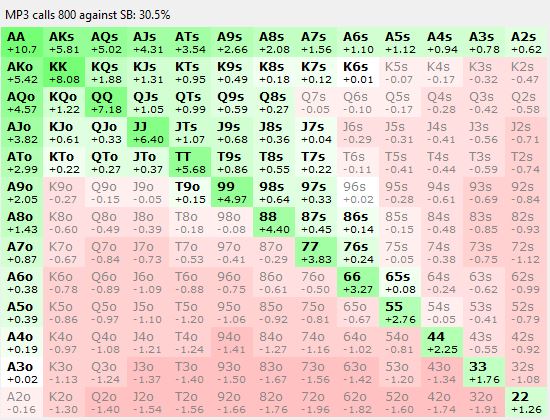 MP3 calls 800 against SB: 30.5%
AA AKs AQs AJs ATs A9s A8s A7s A6s A5s A4s A3s A2s
+10.7 +5.81 +5.02 +4.31 +3.54 +2.66 +2.08 +1.56 +1.10 +1.12 +0.94 +0.78 +0.62
AKo KK KQs KJs KTs K9s K8s K7s K6s K5s K4s K3s K2s
+5.42 +8.08 +1.88 +1.31 +0.95 +0.49 +0.18 +0.12 +0.01 -0.07 -0.17 -0.32 -0.47
AQo KQo QQ QJs QTs Q9s Q8s Q7s Q6s Q5s Q4s Q3s Q2s
+4.57 +1.22 +7.18 +1.05 +0.99 +0.59 +0.27 -0.05 -0.10 -0.17 -0.28 -0.42 -0.58
AJo KJo QJo JJ JTs J9s J8s J7s J6s J5s J4s J3s J2s
+3.82 +0.61 +0.33 +6.40 +1.07 +0.68 +0.36 +0.04 -0.29 -0.31 -0.41 -0.56 -0.71
ATo KTo QTo JTo TT T9s T8s T7s T6s T5s T4s T3s T2s
+2.99 +0.22 +0.27 +0.37 +5.68 +0.86 +0.55 +0.22 -0.11 -0.41 -0.44 -0.59 -0.74
A9o K9o Q9o J9o T9o 99 98s 97s 96s 95s 94s 93s 92s
+2.05 -0.27 -0.15 -0.05 +0.15 +4.97 +0.64 +0.33 +0.02 -0.28 -0.61 -0.69 -0.84
A8o K8o Q8o J8o T8o 98o 88 87s 86s 85s 84s 83s 82s
+1.43 -0.60 -0.49 -0.39 -0.18 -0.08 +4.40 +0.45 +0.14 -0.15 -0.48 -0.85 -0.93
A7o K7o Q7o J7o T7o 97o 87o 77 76s 75s 74s 73s 72s
+0.87 -0.67 -0.84 -0.73 -0.53 -0.41 -0.29 +3.83 +0.24 -0.05 -0.38 -0.75 -1.12
A6o K6o Q6o J6o T6o 96o 86o 76o 66 65s 64s 63s 62s
+0.38 -0.78 -0.89 -1.09 -0.88 -0.75 -0.61 -0.50 +3.27 +0.08 -0.24 -0.62 -0.99
A5o K5o Q5o J5o T5o 95o 85o 75o 65o 55 54s 53s 52s
+0.39 -0.86 -0.97 -1.10 -1.20 -1.06 -0.92 -0.81 -0.67 +2.76 -0.05 -0.41 -0.79
A4o K4o Q4o J4o T4o 94o 84o 74o 64o 54o 44 43s 42s
+0.19 -0.97 -1.08 -1.21 -1.24 -1.41 -1.27 -1.16 -1.02 -0.81 +2.25 -0.55 -0.92
A3o K3o Q3o J3o T3o 93o 83o 73o 63o 53o 43o 33 32s
+0.02 -1.13 -1.24 -1.37 -1.40 -1.50 -1.67 -1.56 -1.42 -1.20 -1.34 +1.76 -1.08
A2o K2o Q2o J2o T2o 92o 82o 72o 62o 52o 42o 32o 22
-0.16 -1.30 -1.40 -1.54 -1.56 -1.66 -1.76 -1.96 -1.82 -1.60 -1.74 -1.91 +1.26